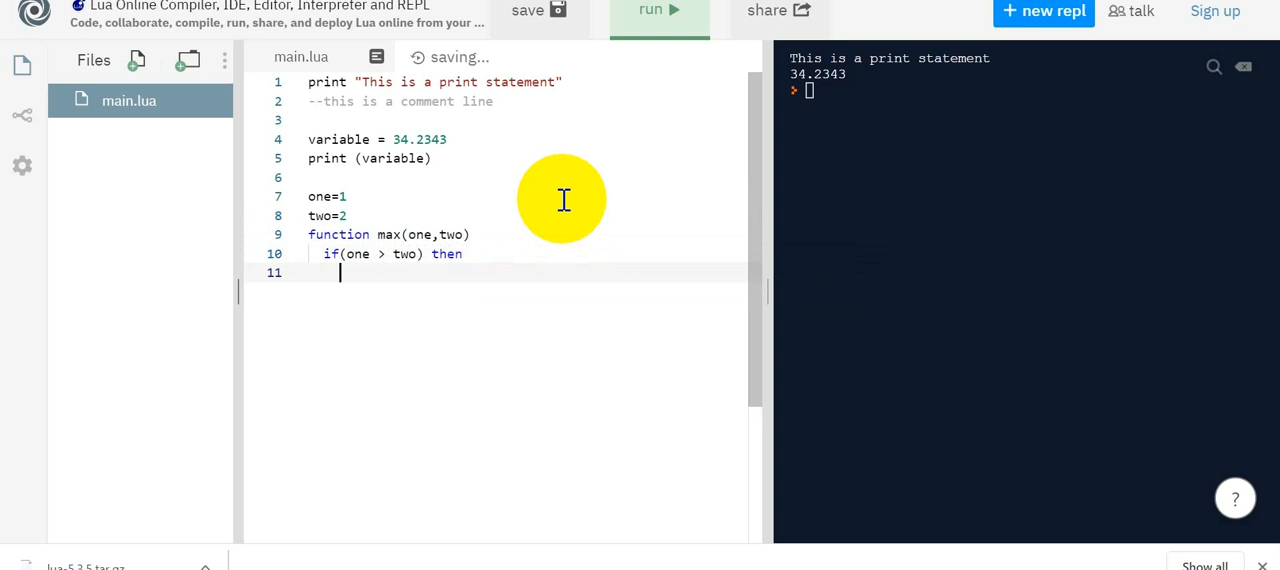 Lua Online Compiler, IDE, Editor, Interpreter and REPL
Code, collaborate, compile, run, share, and deploy Lua online from your ...
save
run
share
+ new repl
talk
Sign up
Files
main.lua
main.lua
saving...
1 print "This is a print statement"
2 --this is a comment line
3
4 variable = 34.2343
5 print (variable)
6
7 one=1
8 two=2
9 function max(one,two)
10 if(one > two) then
11
This is a print statement
34.2343
?
lua-5.3.5.tar.gz
Show all